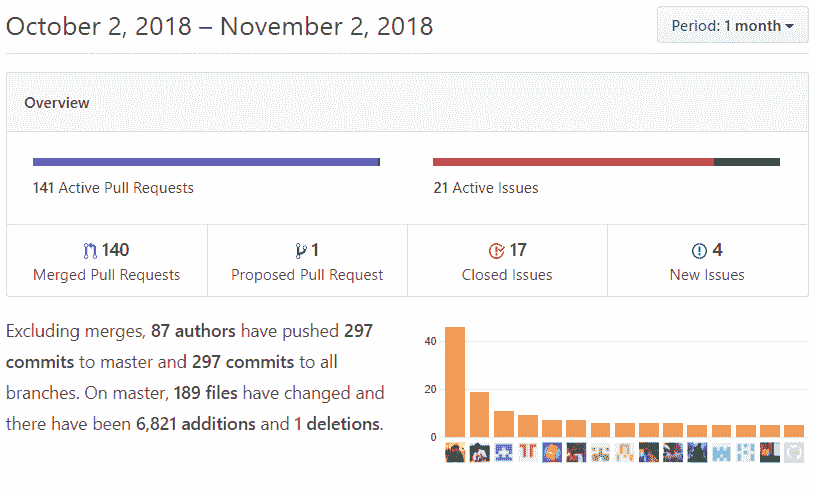 October 2, 2018 – November 2, 2018
Period: 1 month
Overview
141 Active Pull Requests
21 Active Issues
140
Merged Pull Requests
1
Proposed Pull Request
17
Closed Issues
4
New Issues
Excluding merges, 87 authors have pushed 297
commits to master and 297 commits to all
branches. On master, 189 files have changed and
there have been 6,821 additions and 1 deletions.
40
20
0